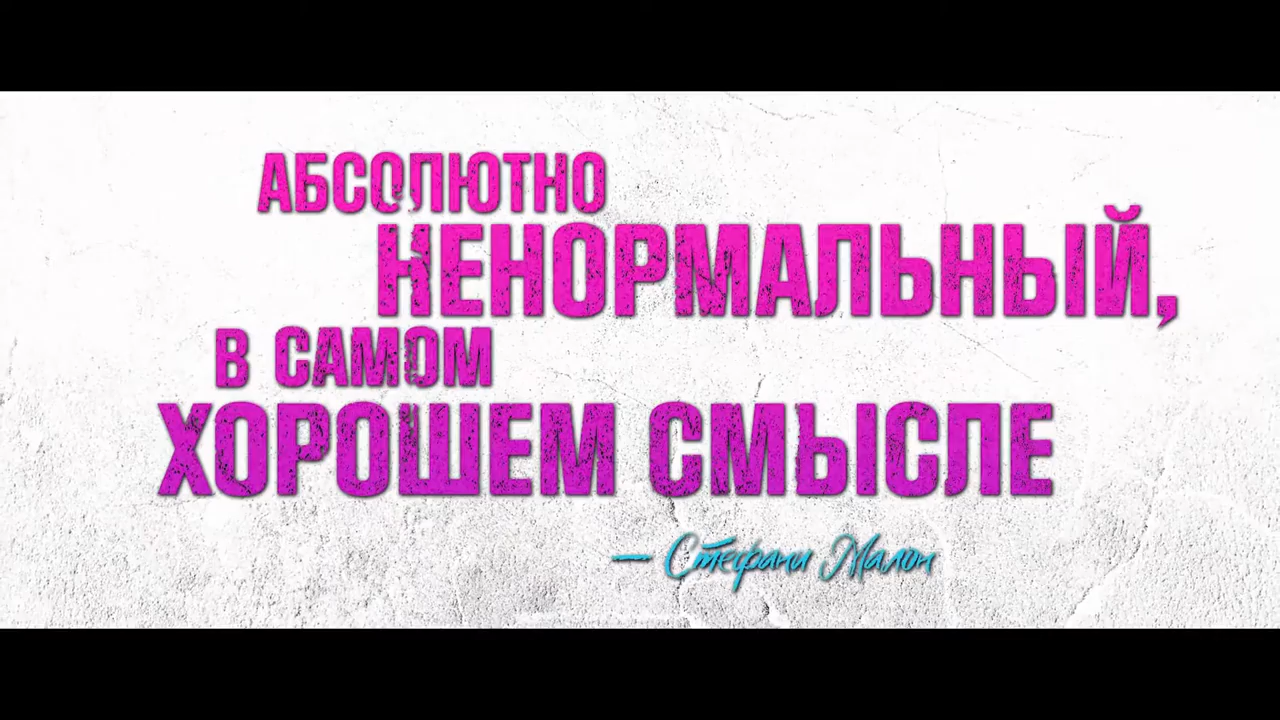 АБСОЛЮТНО
НЕНОРМАЛЬНЫЙ,
В САМОМ
ХОРОШЕМ СМЫСЛЕ
— Стефани Малон